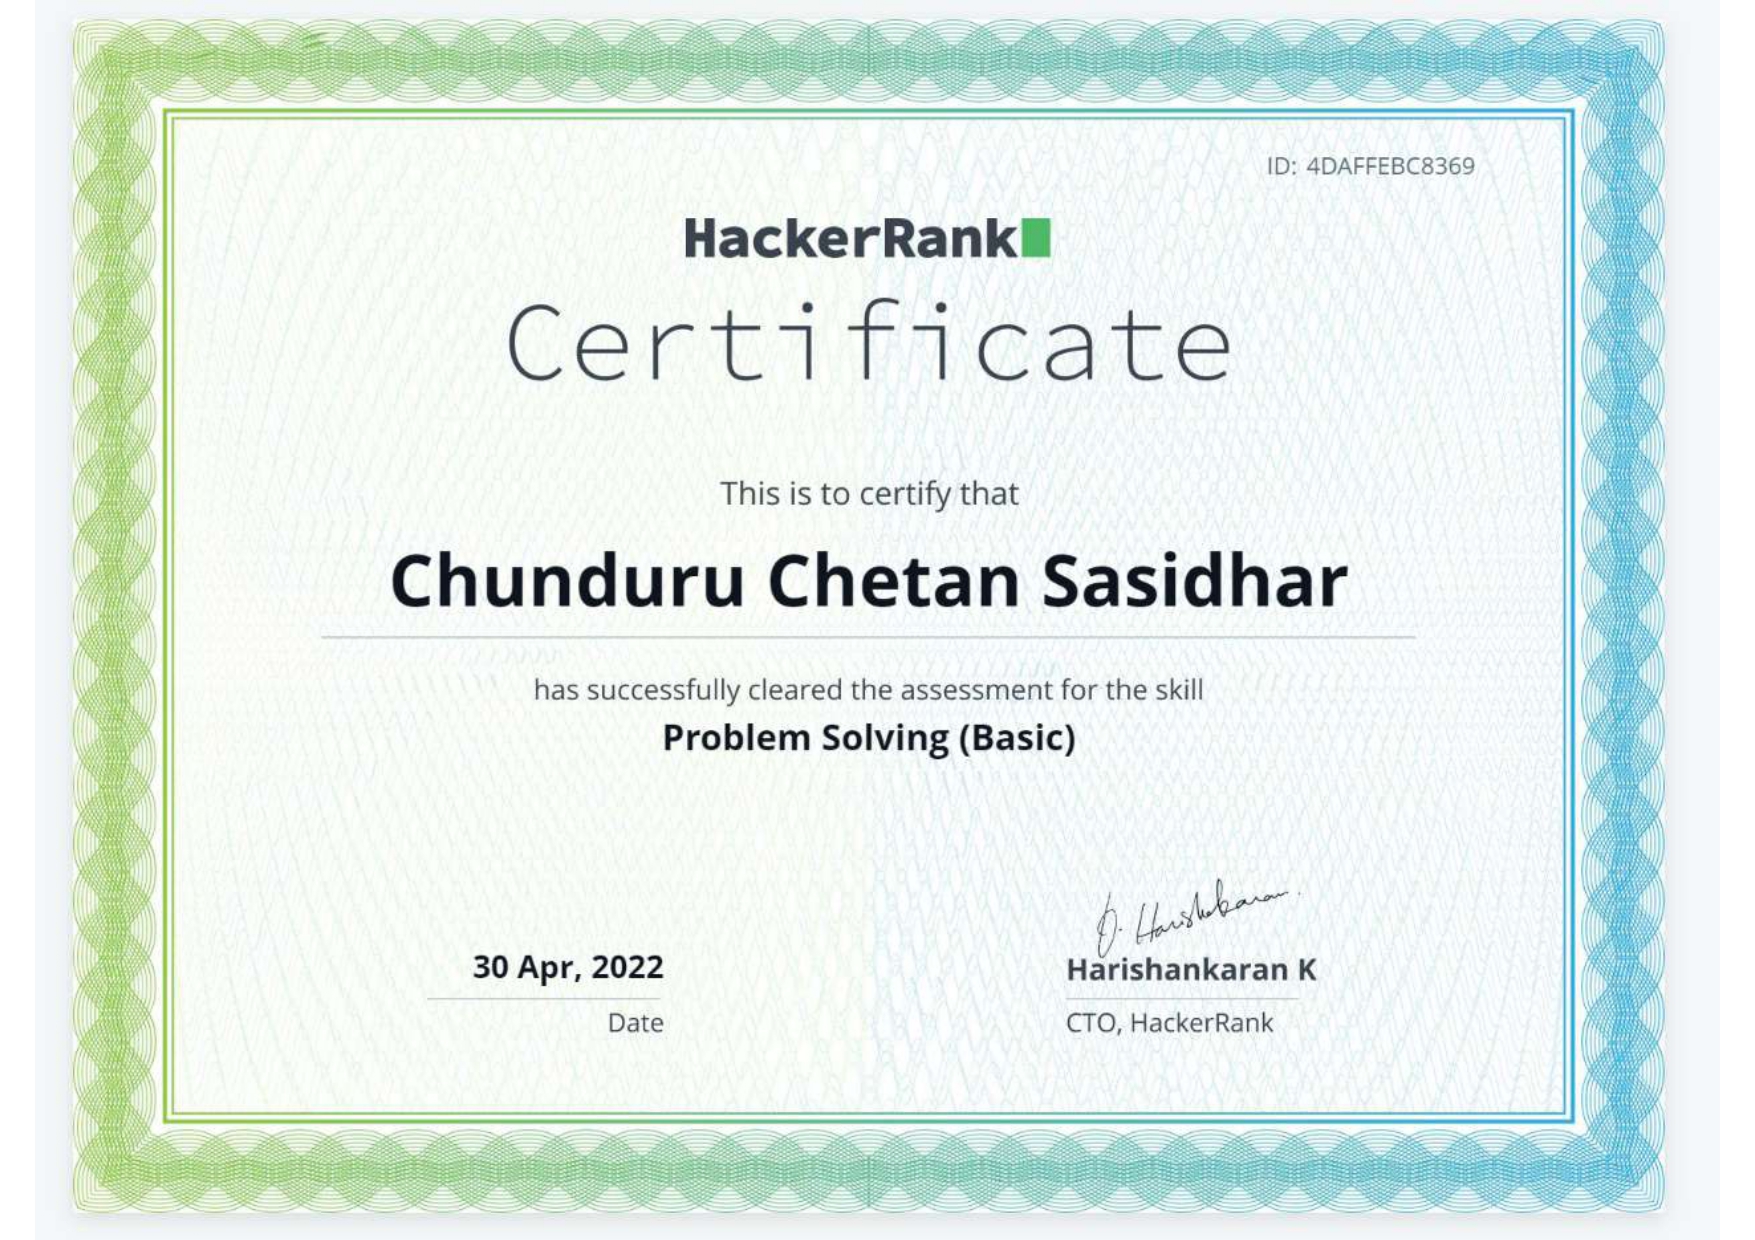 ID: 4DAFFEBC8369
HackerRank
Certificate
This is to certify that
Chunduru Chetan Sasidhar
has successfully cleared the assessment for the skill
Problem Solving (Basic)
30 Apr, 2022
Date
Harishankaran K
CTO, HackerRank